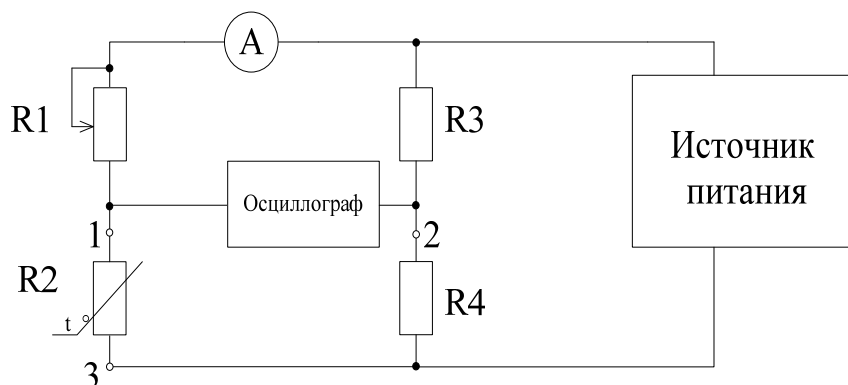 A
R1
R3
Источник
питания
Осциллограф
1
2
R2
R4
t°
3